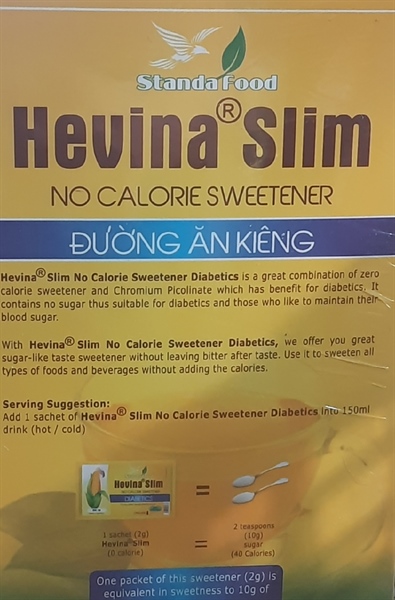 Standa Food
Hevina® Slim
NO CALORIE SWEETENER
ĐƯỜNG ĂN KIÊNG
Hevina® Slim No Calorie Sweetener Diabetics is a great combination of zero
calorie sweetener and Chromium Picolinate which has benefit for diabetics. It
contains no sugar thus suitable for diabetics and those who like to maintain their
blood sugar.
With Hevina® Slim No Calorie Sweetener Diabetics, we offer you great
sugar-like taste sweetener without leaving bitter after taste. Use it to sweeten all
types of foods and beverages without adding the calories.
Serving Suggestion:
Add 1 sachet of Hevina® Slim No Calorie Sweetener Diabetics into 150ml
drink (hot / cold)
Hevina® Slim
NO CALORIE SWEETENER
DIABETICS
=
1 sachet (2g)
Hevina® Slim
(0 calorie)
=
2 teaspoons
(10g)
sugar
(40 Calories)
One packet of this sweetener (2g) is
equivalent in sweetness to 10g of